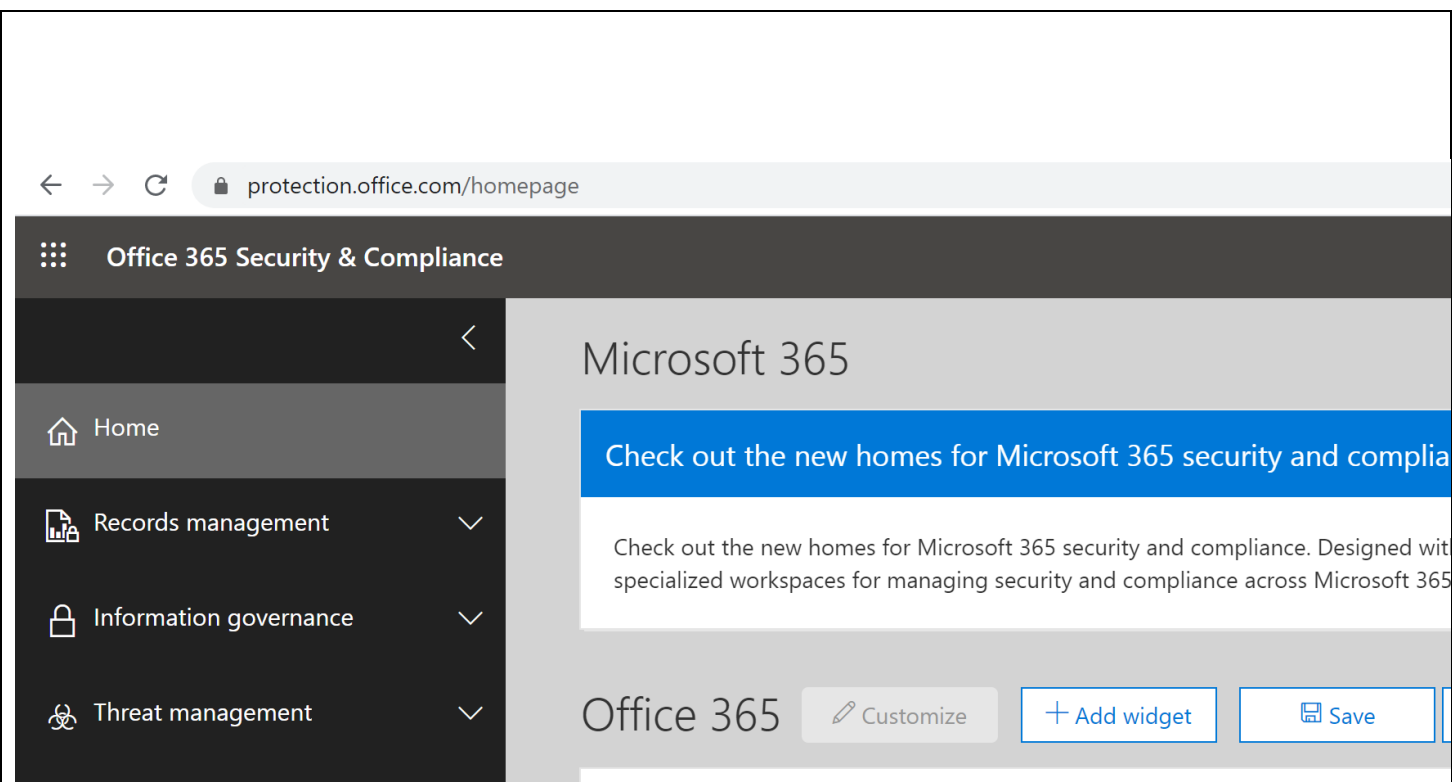 protection.office.com/homepage
Office 365 Security & Compliance
Microsoft 365
Home
Check out the new homes for Microsoft 365 security and complia
Records management
Check out the new homes for Microsoft 365 security and compliance. Designed wit
specialized workspaces for managing security and compliance across Microsoft 365
Information governance
Threat management
Office 365
Customize
Add widget
Save